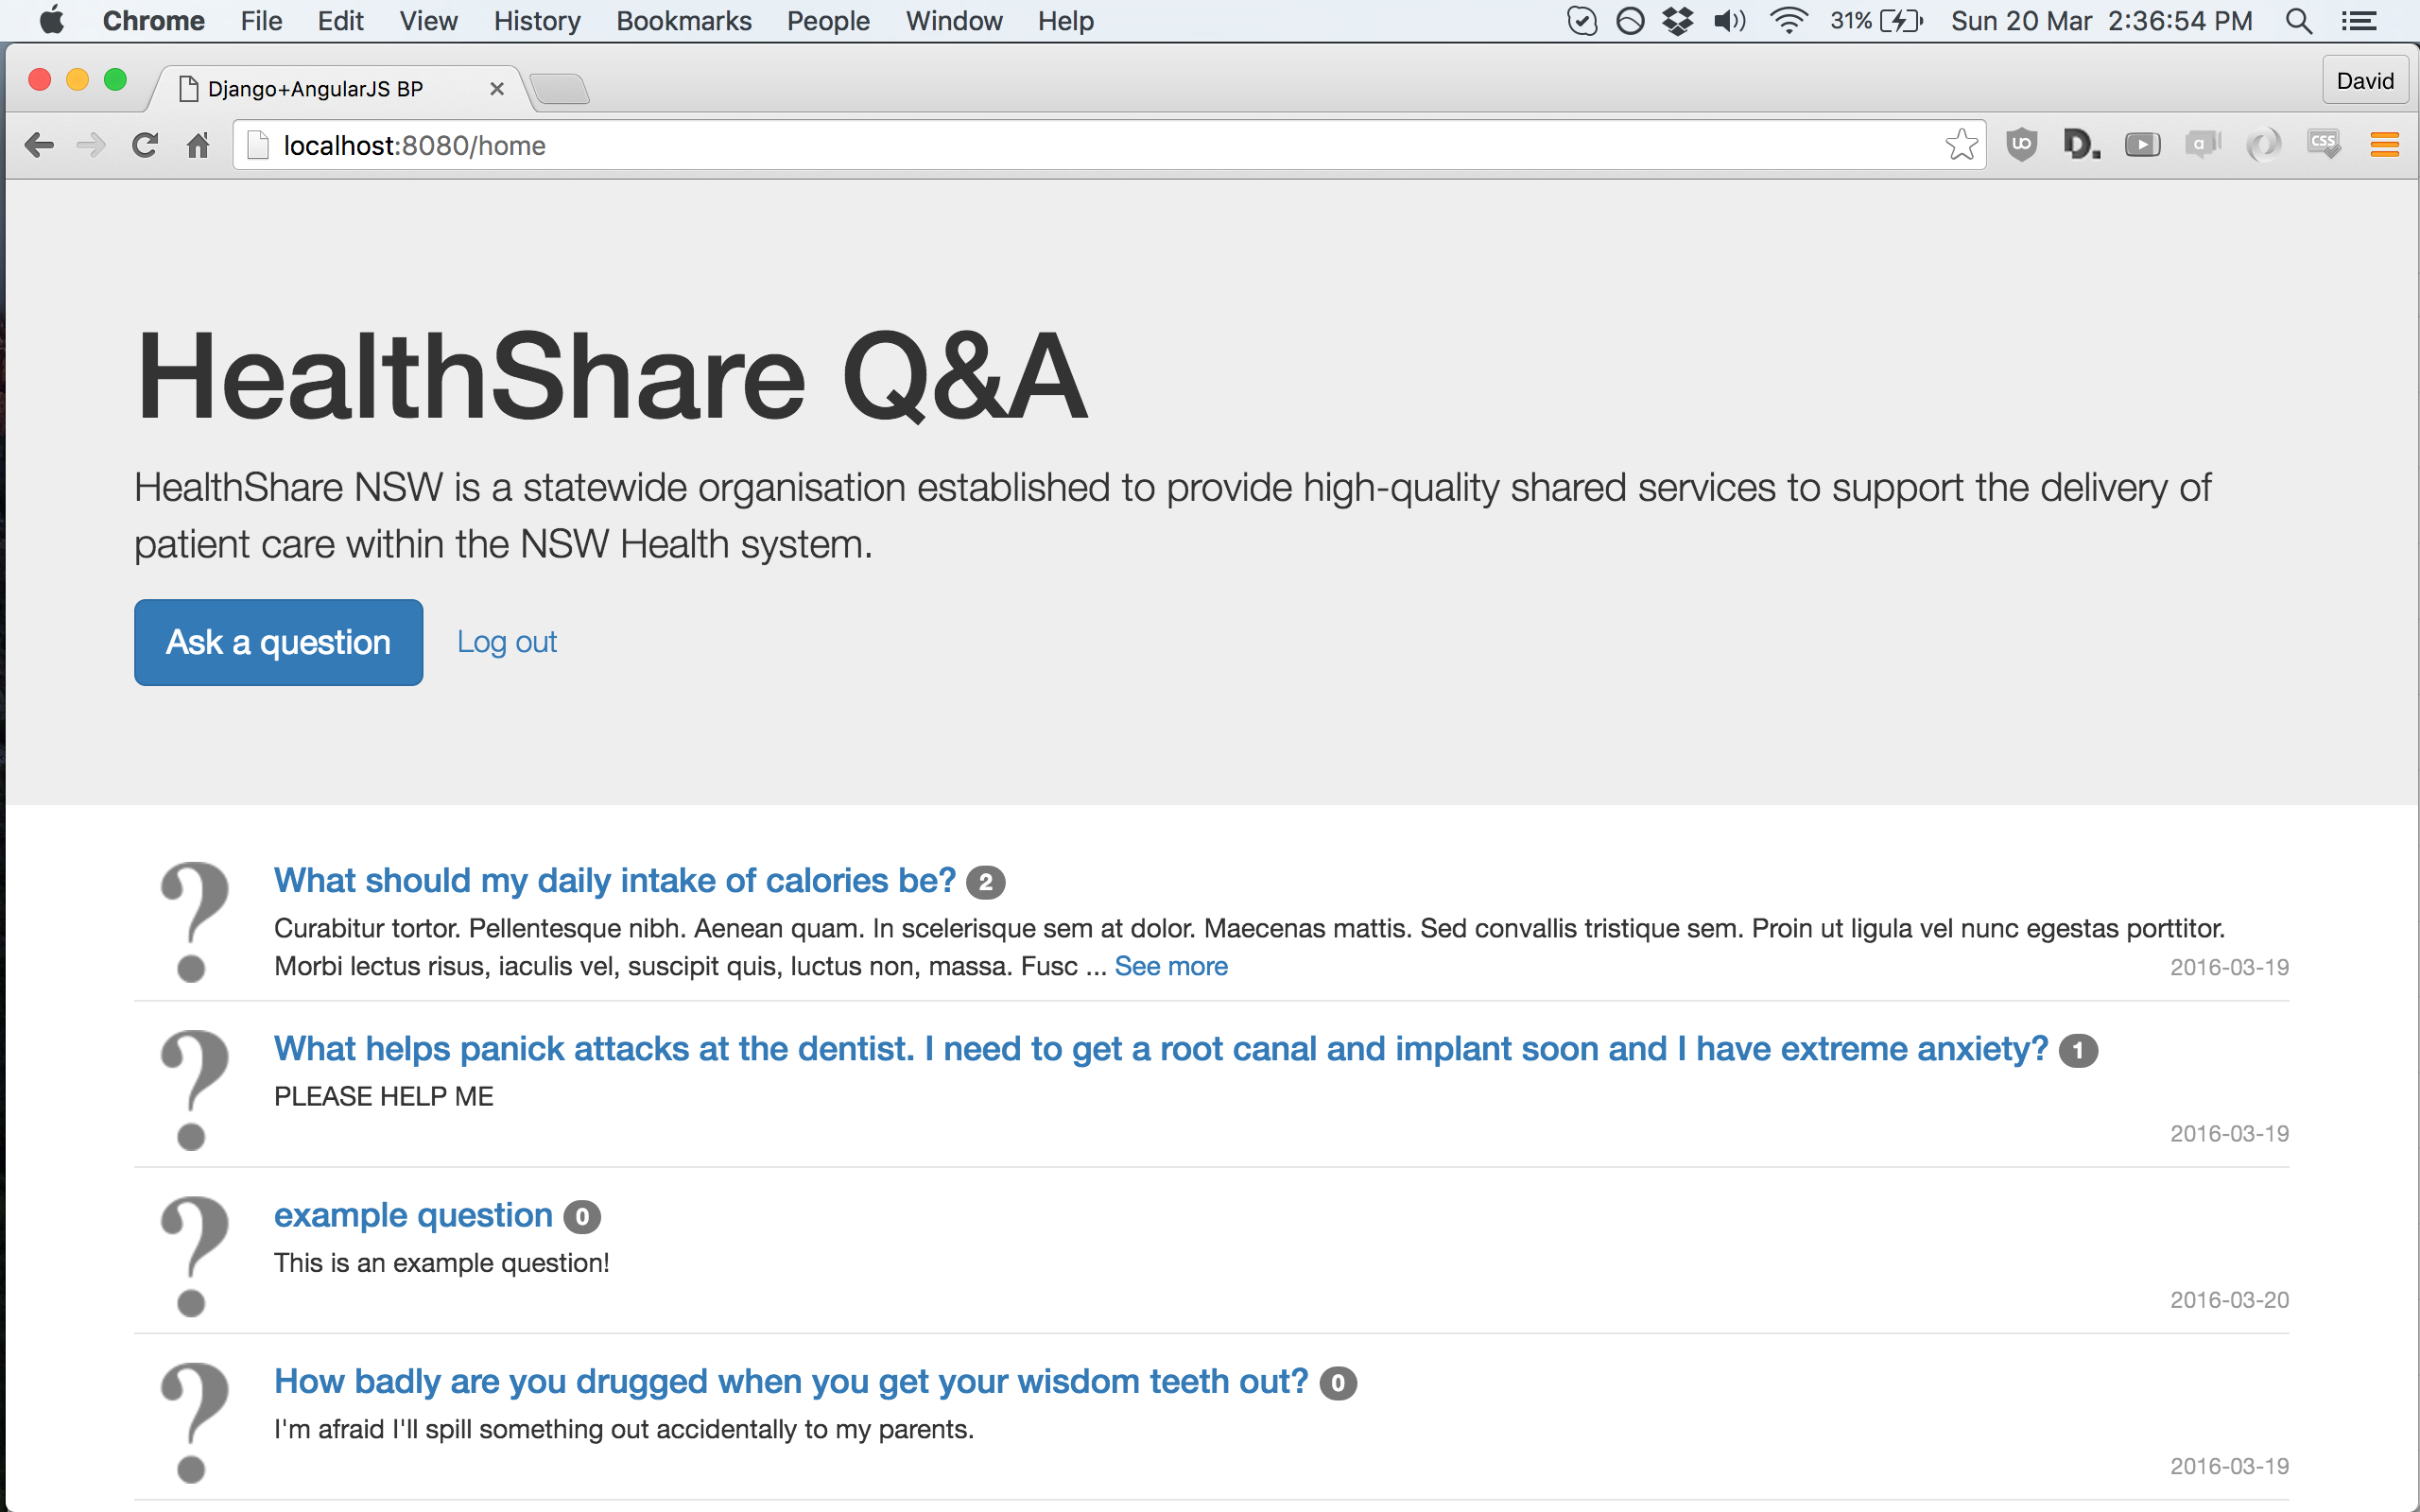 Chrome File Edit View History Bookmarks People Window Help 31% Sun 20 Mar 2:36:54 PM
Django+AngularJS BP
David
localhost:8080/home
D.
a
CSS
HealthShare Q&A
HealthShare NSW is a statewide organisation established to provide high-quality shared services to support the delivery of
patient care within the NSW Health system.
Ask a question Log out
? What should my daily intake of calories be? 2
Curabitur tortor. Pellentesque nibh. Aenean quam. In scelerisque sem at dolor. Maecenas mattis. Sed convallis tristique sem. Proin ut ligula vel nunc egestas porttitor.
Morbi lectus risus, iaculis vel, suscipit quis, luctus non, massa. Fusc ... See more
2016-03-19
? What helps panick attacks at the dentist. I need to get a root canal and implant soon and I have extreme anxiety? 1
PLEASE HELP ME
2016-03-19
? example question 0
This is an example question!
2016-03-20
? How badly are you drugged when you get your wisdom teeth out? 0
I'm afraid I'll spill something out accidentally to my parents.
2016-03-19